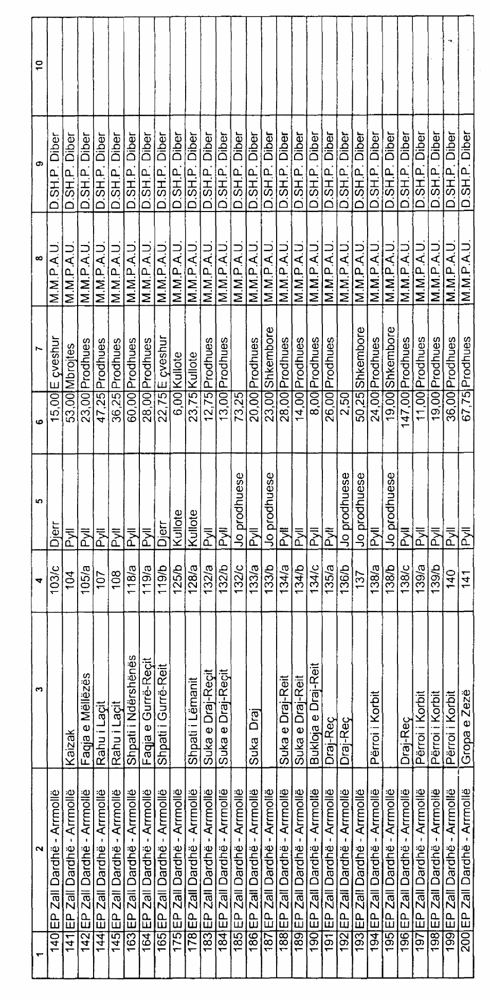 1 2 3 4 5 6 7 8 9 10
140 EP Zall Dardhë - Arrmollë 103/c Djerr 15,00 E çveshur M.M.P.A.U. D.SH.P. Diber
141 EP Zall Dardhë - Arrmollë Kaizak 104 Pyll 53,00 Mbrojtes M.M.P.A.U. D.SH.P. Diber
142 EP Zall Dardhë - Arrmollë Faqja e Mëllëzës 105/a Pyll 23,00 Prodhues M.M.P.A.U. D.SH.P. Diber
144 EP Zall Dardhë - Arrmollë Rahu i Laçit 107 Pyll 47,25 Prodhues M.M.P.A.U. D.SH.P. Diber
145 EP Zall Dardhë - Arrmollë Rahu i Laçit 108 Pyll 36,25 Prodhues M.M.P.A.U. D.SH.P. Diber
163 EP Zall Dardhë - Arrmollë Shpati i Ndërshënës 118/a Pyll 60,00 Prodhues M.M.P.A.U. D.SH.P. Diber
164 EP Zall Dardhë - Arrmollë Faqja e Gurrë-Reçit 119/a Pyll 28,00 Prodhues M.M.P.A.U. D.SH.P. Diber
165 EP Zall Dardhë - Arrmollë Shpati i Gurrë-Reit 119/b Djerr 22,75 E çveshur M.M.P.A.U. D.SH.P. Diber
175 EP Zall Dardhë - Arrmollë 125/b Kullote 6,00 Kullote M.M.P.A.U. D.SH.P. Diber
178 EP Zall Dardhë - Arrmollë Shpati i Lëmanit 128/a Kullote 23,75 Kullote M.M.P.A.U. D.SH.P. Diber
183 EP Zall Dardhë - Arrmollë Suka e Draj-Reçit 132/a Pyll 12,75 Prodhues M.M.P.A.U. D.SH.P. Diber
184 EP Zall Dardhë - Arrmollë Suka e Draj-Reçit 132/b Pyll 13,00 Prodhues M.M.P.A.U. D.SH.P. Diber
185 EP Zall Dardhë - Arrmollë 132/c Jo prodhuese 73,25 M.M.P.A.U. D.SH.P. Diber
186 EP Zall Dardhë - Arrmollë Suka Draj 133/a Pyll 20,00 Prodhues M.M.P.A.U. D.SH.P. Diber
187 EP Zall Dardhë - Arrmollë 133/b Jo prodhuese 23,00 Shkembore M.M.P.A.U. D.SH.P. Diber
188 EP Zall Dardhë - Arrmollë Suka e Draj-Reit 134/a Pyll 28,00 Prodhues M.M.P.A.U. D.SH.P. Diber
189 EP Zall Dardhë - Arrmollë Suka e Draj-Reit 134/b Pyll 14,00 Prodhues M.M.P.A.U. D.SH.P. Diber
190 EP Zall Dardhë - Arrmollë Bukloja e Draj-Reit 134/c Pyll 8,00 Prodhues M.M.P.A.U. D.SH.P. Diber
191 EP Zall Dardhë - Arrmollë Draj-Reç 135/a Pyll 26,00 Prodhues M.M.P.A.U. D.SH.P. Diber
192 EP Zall Dardhë - Arrmollë Draj-Reç 136/b Jo prodhuese 2,50 M.M.P.A.U. D.SH.P. Diber
193 EP Zall Dardhë - Arrmollë 137 Jo prodhuese 50,25 Shkembore M.M.P.A.U. D.SH.P. Diber
194 EP Zall Dardhë - Arrmollë Përroi i Korbit 138/a Pyll 24,00 Prodhues M.M.P.A.U. D.SH.P. Diber
195 EP Zall Dardhë - Arrmollë 138/b Jo prodhuese 19,00 Shkembore M.M.P.A.U. D.SH.P. Diber
196 EP Zall Dardhë - Arrmollë Draj-Reç 138/c Pyll 147,00 Prodhues M.M.P.A.U. D.SH.P. Diber
197 EP Zall Dardhë - Arrmollë Përroi i Korbit 139/a Pyll 11,00 Prodhues M.M.P.A.U. D.SH.P. Diber
198 EP Zall Dardhë - Arrmollë Përroi i Korbit 139/b Pyll 19,00 Prodhues M.M.P.A.U. D.SH.P. Diber
199 EP Zall Dardhë - Arrmollë Përroi i Korbit 140 Pyll 36,00 Prodhues M.M.P.A.U. D.SH.P. Diber
200 EP Zall Dardhë - Arrmollë Gropa e Zezë 141 Pyll 67,75 Prodhues M.M.P.A.U. D.SH.P. Diber